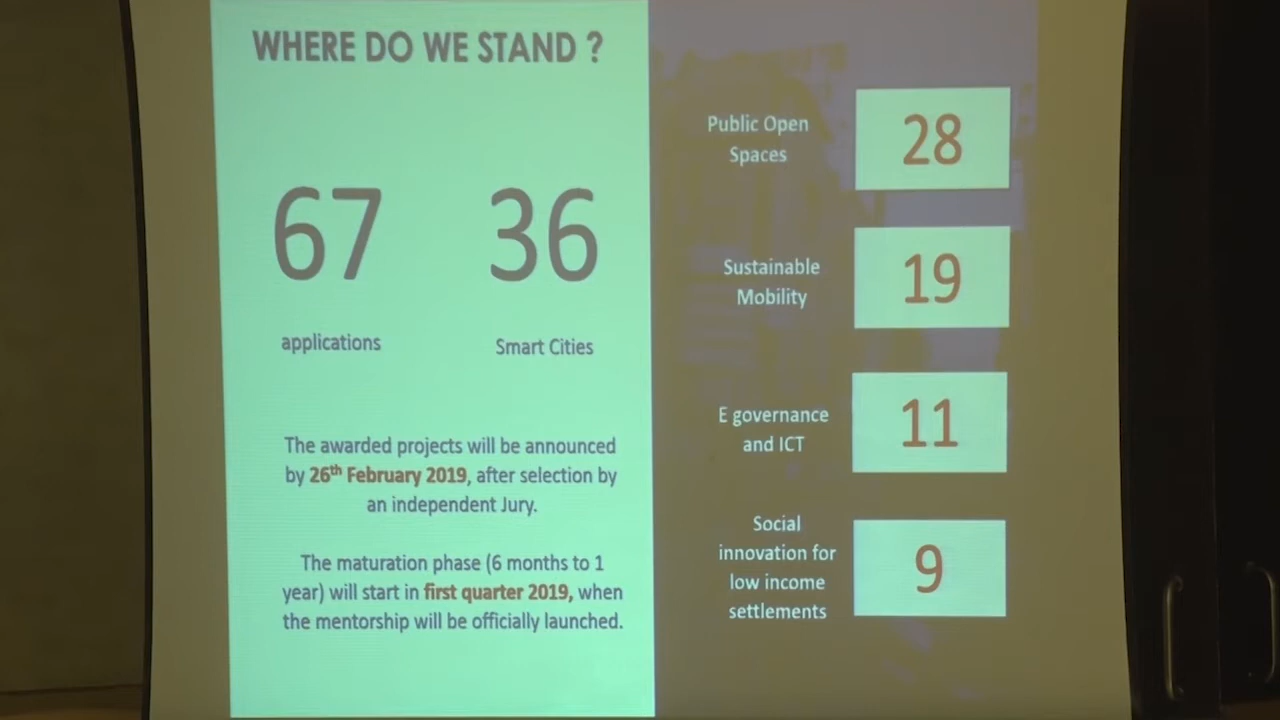 WHERE DO WE STAND ?
67
36
applications
Smart Cities
The awarded projects will be announced
by 26th February 2019, after selection by
an independent Jury.
The maturation phase (6 months to 1
year) will start in first quarter 2019, when
the mentorship will be officially launched.
Public Open
Spaces
28
Sustainable
Mobility
19
E governance
and ICT
11
Social
innovation for
low income
settlements
9